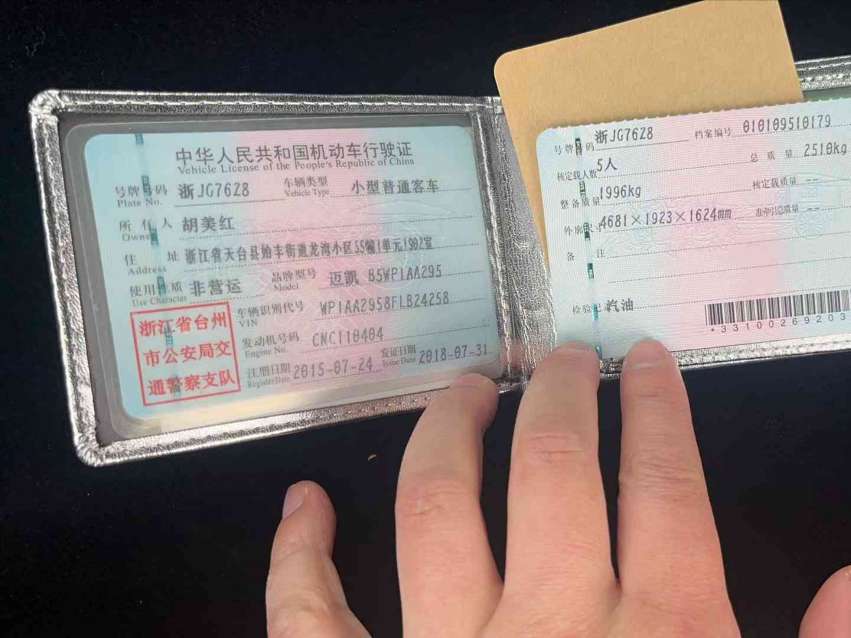 中华人民共和国机动车行驶证
Vehicle License of the People's Republic of China
号牌号码 浙JG76Z8 车辆类型 小型普通客车
Plate No. Vehicle Type
所有人 胡美红
Owner
住址 浙江省天台县始丰街道龙湾小区55幢1单元1902室
Address
使用性质 非营运 品牌型号 迈凯 B5WP1AA295
Use Character Model
车辆识别代号 WP1AA2958FLB24258
VIN
发动机号码 CNC110404
Engine No.
注册日期 2015-07-24 发证日期 2018-07-31
Register Date Issue Date
浙江省台州
市公安局交
通警察支队
号牌号码 浙JG76Z8 档案编号 010109510179
核定载人数 5人 总质量 2510kg
整备质量 1996kg 核定载质量 --
外廓尺寸 4681×1923×1624mm 准牵引总质量 --
备注
检验记录 汽油
*33100269203